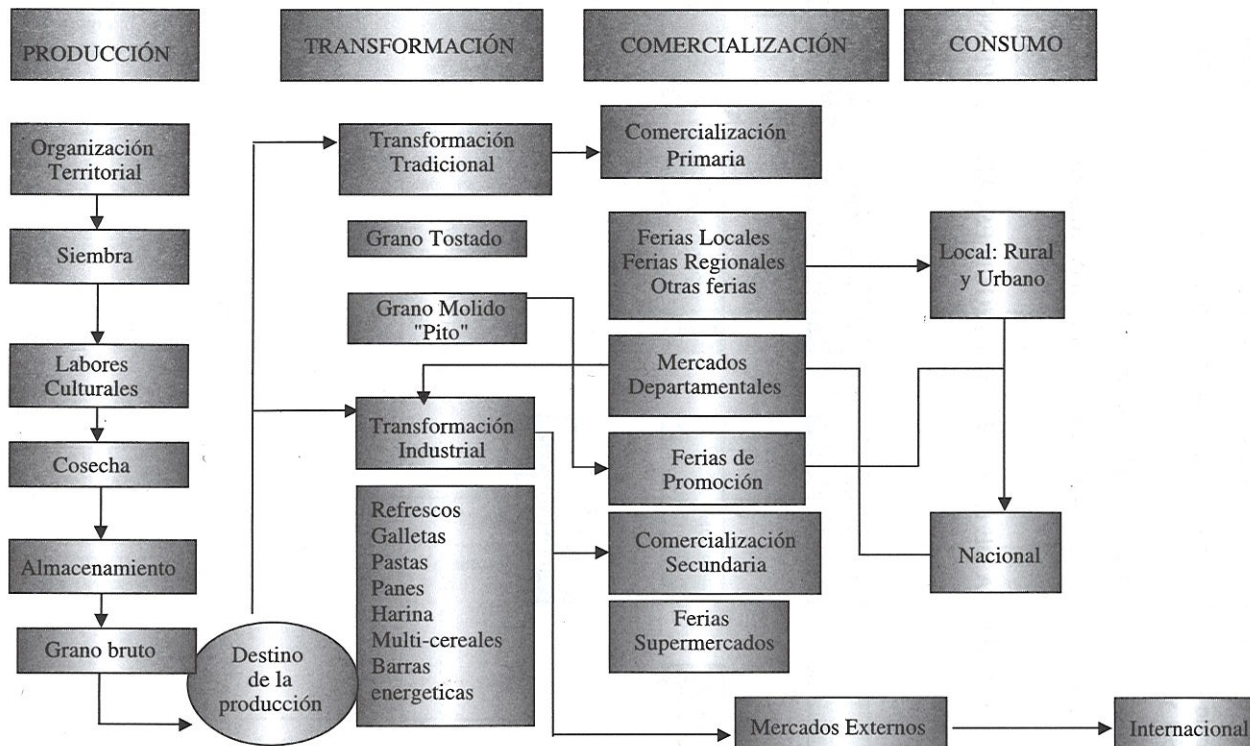 PRODUCCIÓN
TRANSFORMACIÓN
COMERCIALIZACIÓN
CONSUMO
Organización
Territorial
Siembra
Labores
Culturales
Cosecha
Almacenamiento
Grano bruto
Destino
de la
producción
Transformación
Tradicional
Grano Tostado
Grano Molido
"Pito"
Transformación
Industrial
Refrescos
Galletas
Pastas
Panes
Harina
Multi-cereales
Barras
energeticas
Comercialización
Primaria
Ferias Locales
Ferias Regionales
Otras ferias
Mercados
Departamentales
Ferias de
Promoción
Comercialización
Secundaria
Ferias
Supermercados
Mercados Externos
Local: Rural
y Urbano
Nacional
Internacional